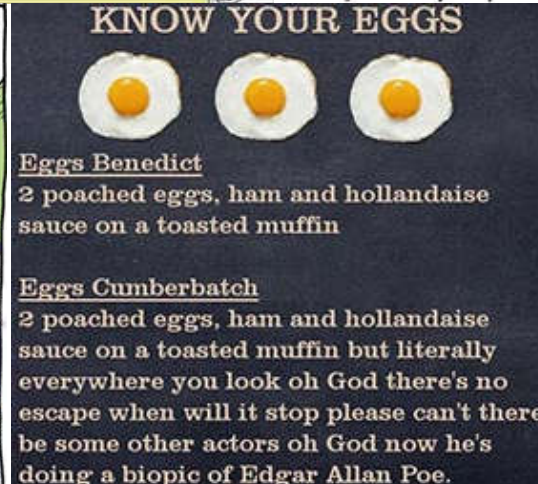 KNOW YOUR EGGS
Eggs Benedict
2 poached eggs, ham and hollandaise
sauce on a toasted muffin
Eggs Cumberbatch
2 poached eggs, ham and hollandaise
sauce on a toasted muffin but literally
everywhere you look oh God there's no
escape when will it stop please can't there
be some other actors oh God now he's
doing a biopic of Edgar Allan Poe.